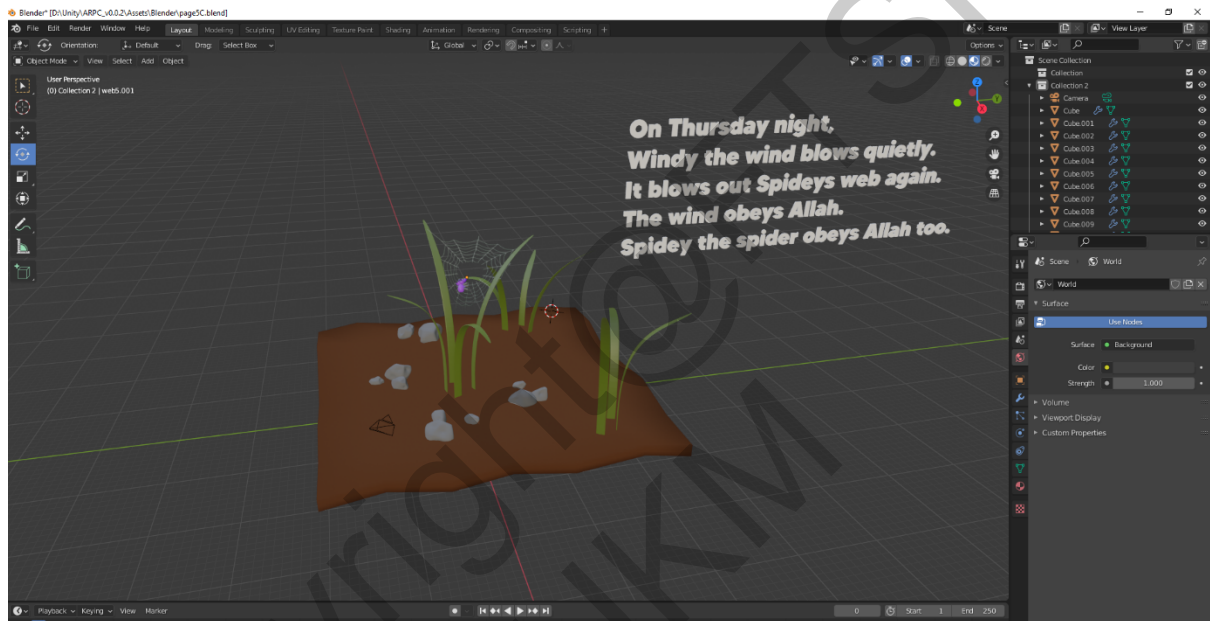 Blender* [D:\Unity\ARPC_v0.0.2\Assets\Blender\page5C.blend]
File Edit Render Window Help Layout Modeling Sculpting UV Editing Texture Paint Shading Animation Rendering Compositing Scripting + Scene View Layer
Orientation: Default Drag: Select Box Global Options
Object Mode View Select Add Object
User Perspective
(0) Collection 2 | web5.001
On Thursday night,
Windy the wind blows quietly.
It blows out Spideys web again.
The wind obeys Allah.
Spidey the spider obeys Allah too.
Z
Scene Collection
Collection
Collection 2
Camera
Cube
Cube.001
Cube.002
Cube.003
Cube.004
Cube.005
Cube.006
Cube.007
Cube.008
Cube.009
Scene World
World
Surface
Use Nodes
Surface Background
Color
Strength 1.000
Volume
Viewport Display
Custom Properties
Playback Keying View Marker 0 Start 1 End 250